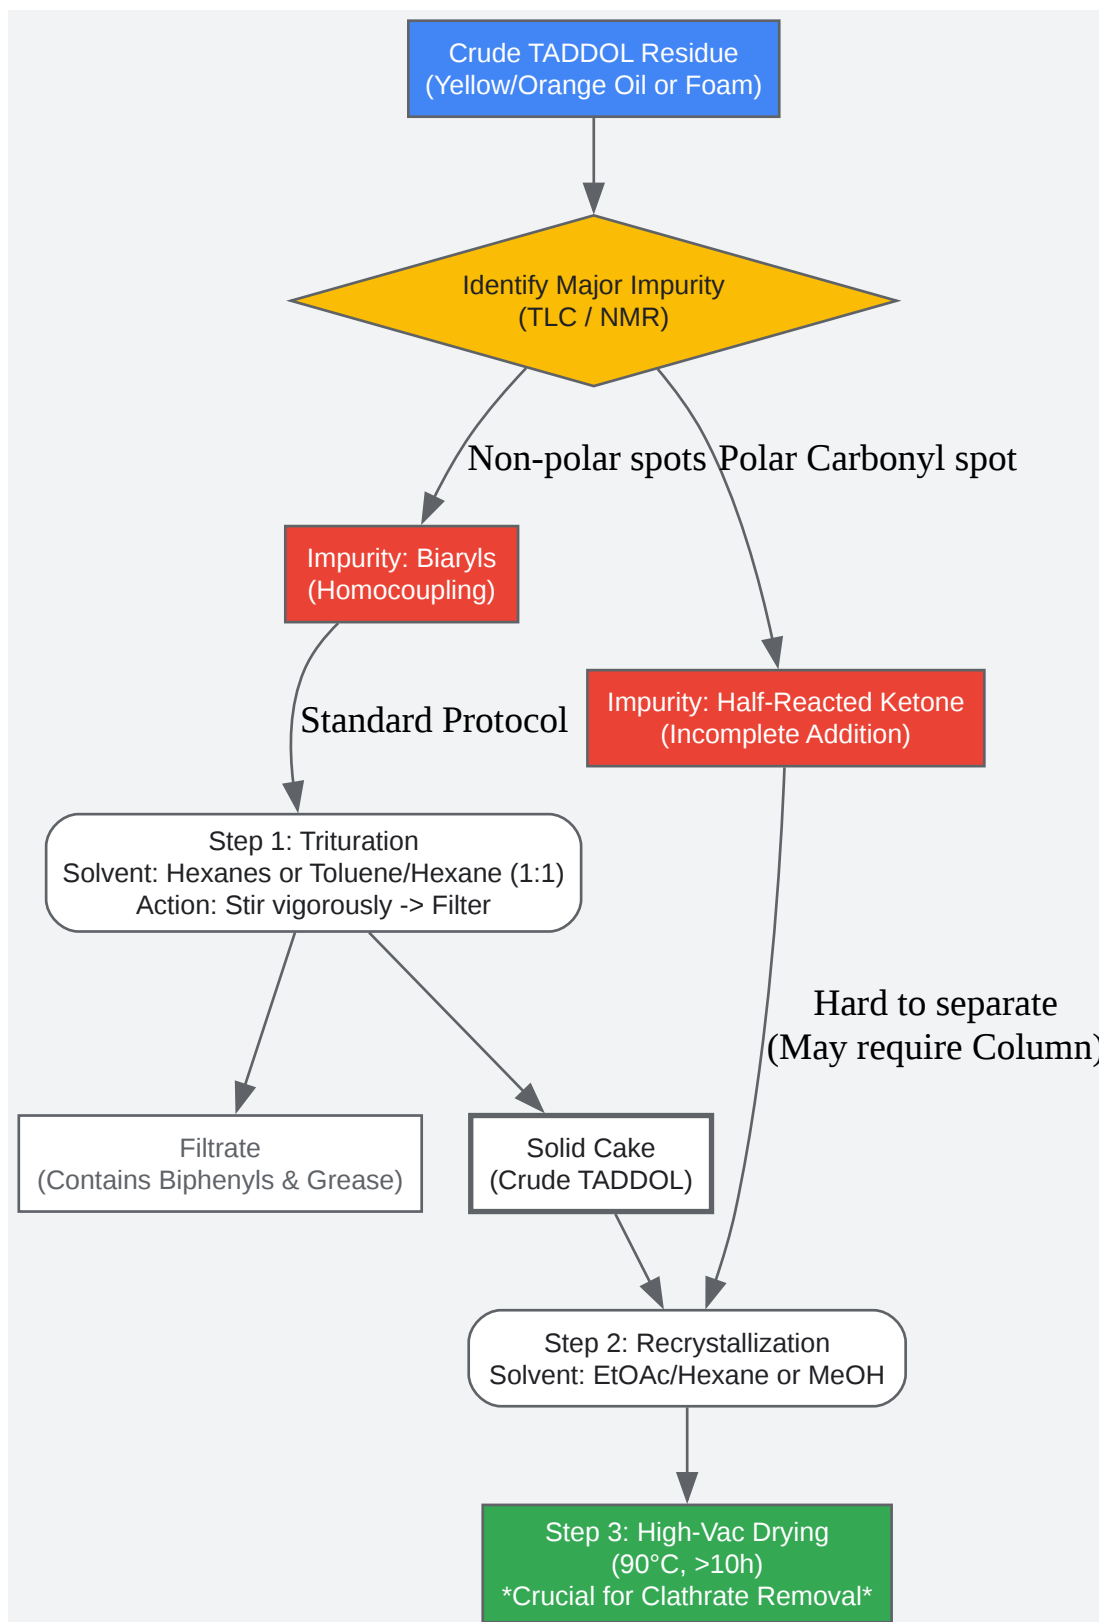 Crude TADDOL Residue
(Yellow/Orange Oil or Foam)
Identify Major Impurity
(TLC / NMR)
Non-polar spots
Polar Carbonyl spot
Impurity: Biaryls
(Homocoupling)
Impurity: Half-Reacted Ketone
(Incomplete Addition)
Standard Protocol
Step 1: Trituration
Solvent: Hexanes or Toluene/Hexane (1:1)
Action: Stir vigorously -> Filter
Hard to separate
(May require Column)
Filtrate
(Contains Biphenyls & Grease)
Solid Cake
(Crude TADDOL)
Step 2: Recrystallization
Solvent: EtOAc/Hexane or MeOH
Step 3: High-Vac Drying
(90°C, >10h)
*Crucial for Clathrate Removal*